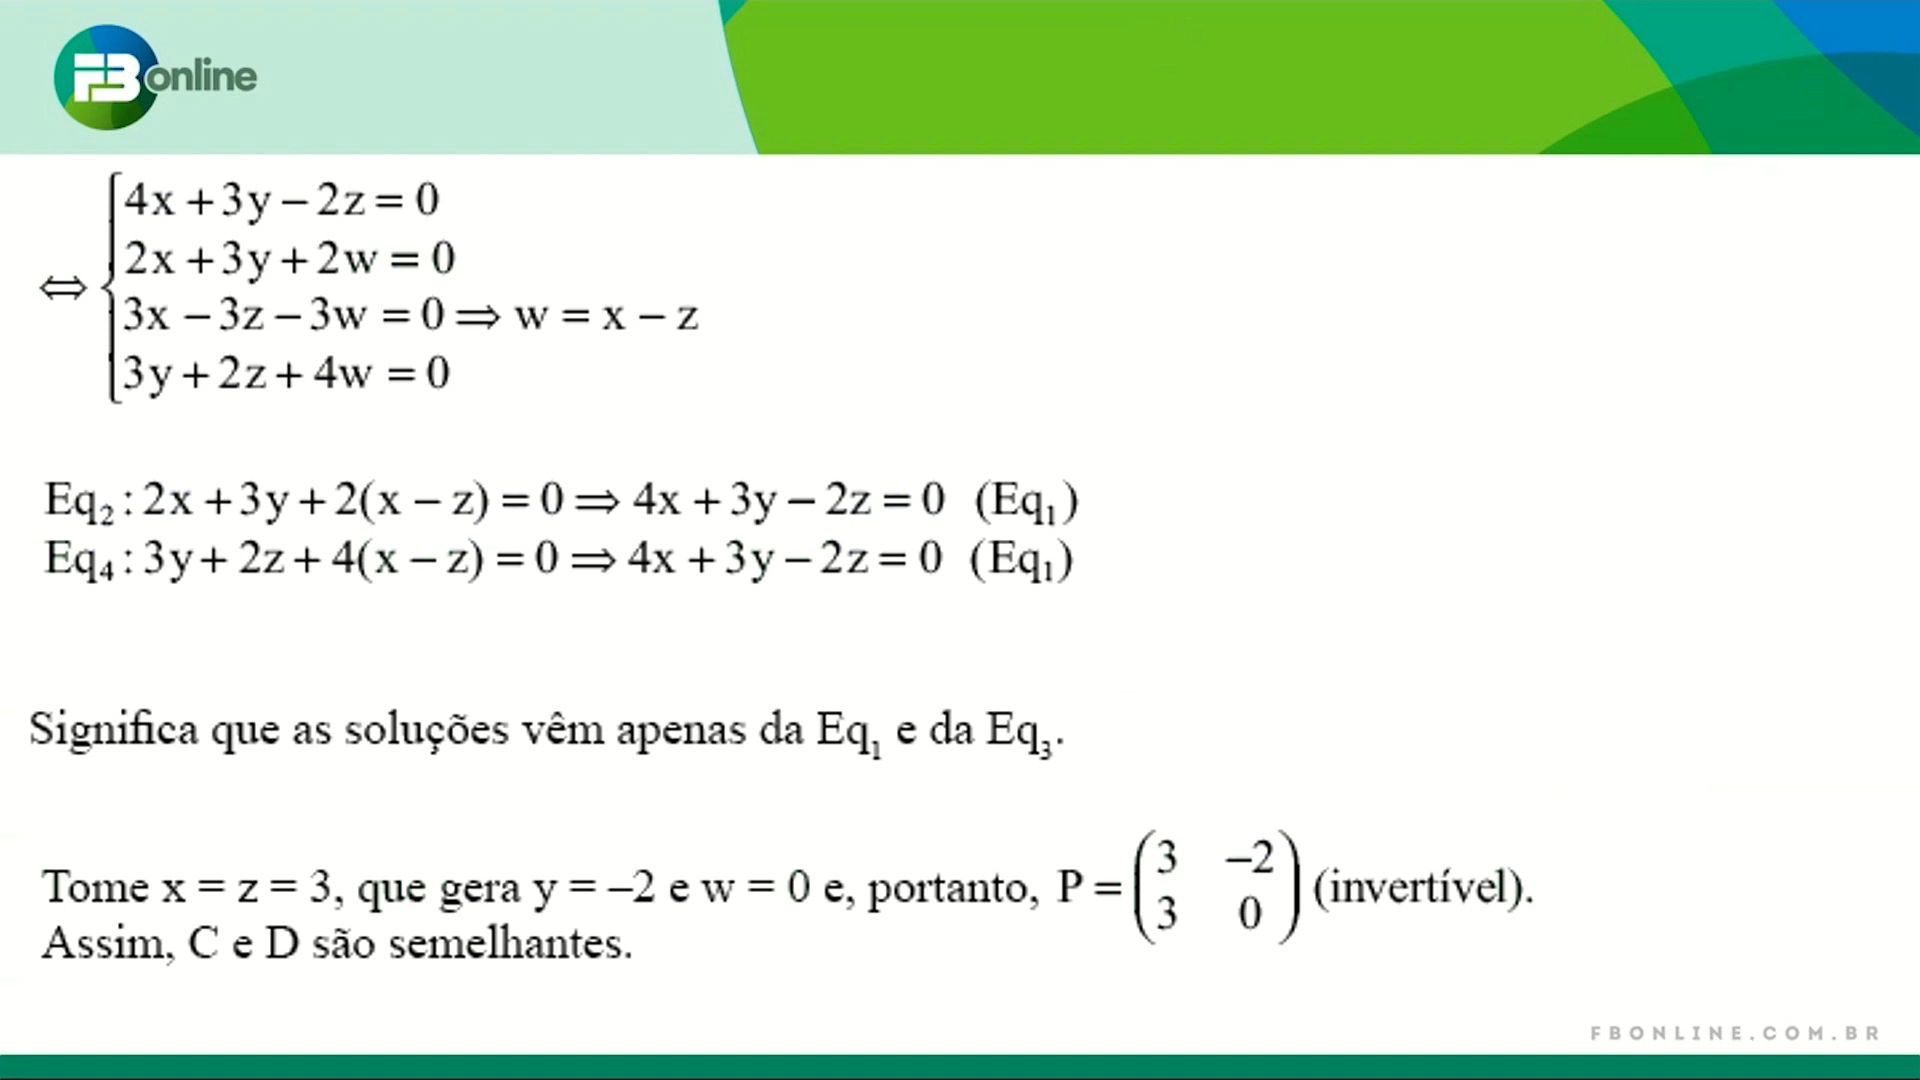 FB online
⇔ {4x + 3y − 2z = 0
2x + 3y + 2w = 0
3x − 3z − 3w = 0 ⇒ w = x − z
3y + 2z + 4w = 0
Eq₂ : 2x + 3y + 2(x − z) = 0 ⇒ 4x + 3y − 2z = 0 (Eq₁)
Eq₄ : 3y + 2z + 4(x − z) = 0 ⇒ 4x + 3y − 2z = 0 (Eq₁)
Significa que as soluções vêm apenas da Eq₁ e da Eq₃.
Tome x = z = 3, que gera y = –2 e w = 0 e, portanto, P = (3 –2
3 0) (invertível).
Assim, C e D são semelhantes.
FBONLINE.COM.BR